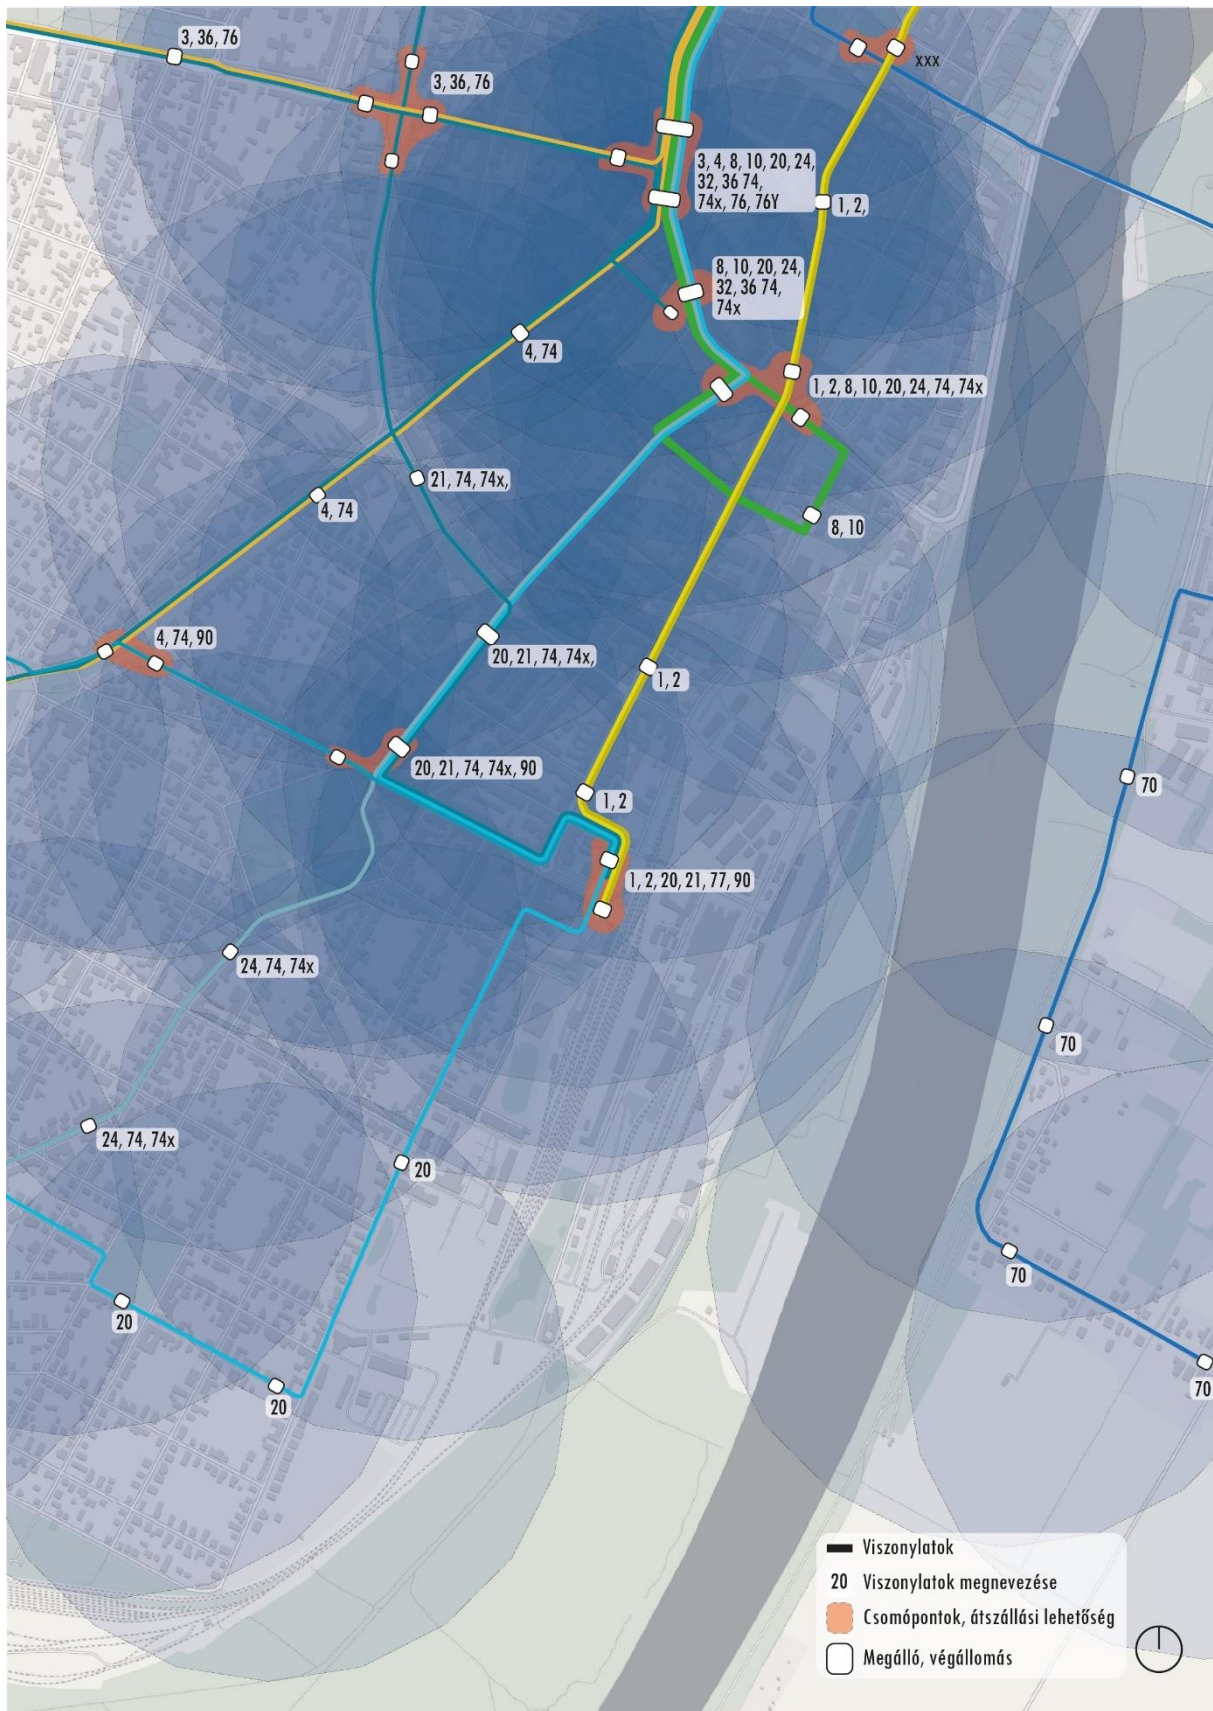 3, 36, 76
3, 36, 76
xxx
3, 4, 8, 10, 20, 24,
32, 36 74,
74x, 76, 76Y
1, 2,
8, 10, 20, 24,
32, 36 74,
74x
4, 74
1, 2, 8, 10, 20, 24, 74, 74x
21, 74, 74x,
4, 74
8, 10
4, 74, 90
20, 21, 74, 74x,
1, 2
20, 21, 74, 74x, 90
70
1, 2
1, 2, 20, 21, 77, 90
24, 74, 74x
70
24, 74, 74x
20
70
20
70
20
Viszonylatok
20 Viszonylatok megnevezése
Csomópontok, átszállási lehetőség
Megálló, végállomás